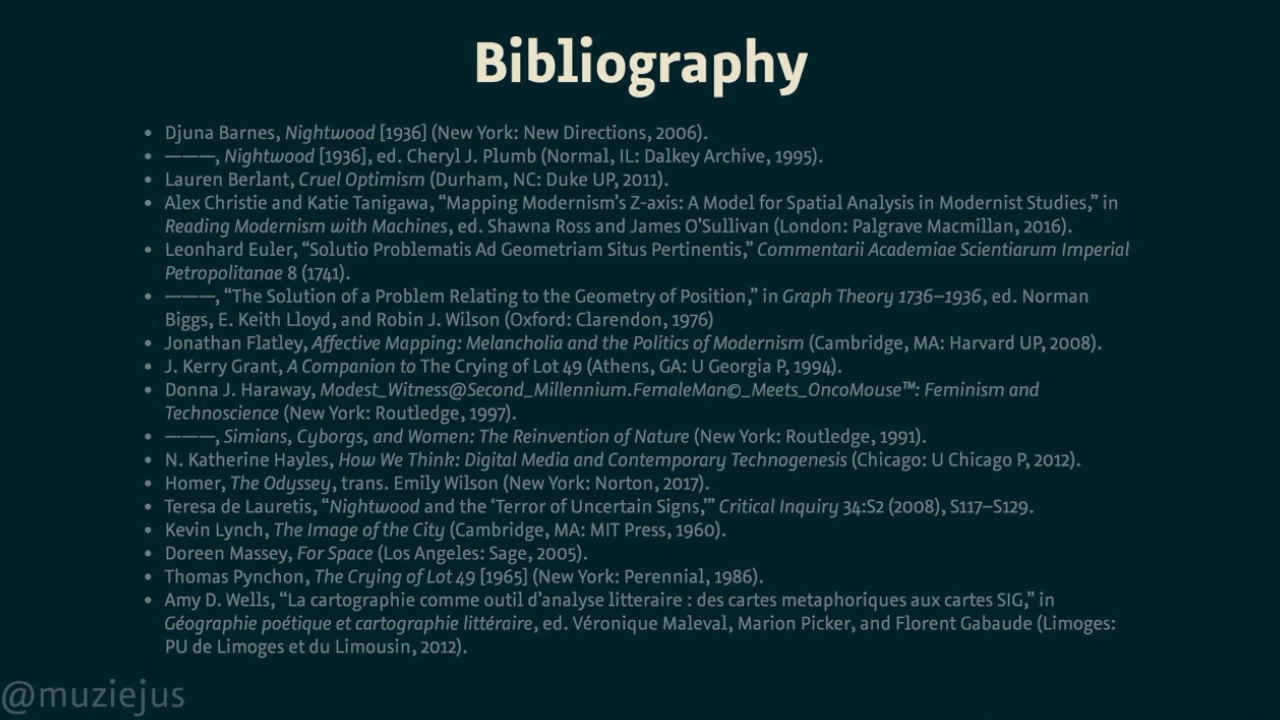 Bibliography
• Djuna Barnes, Nightwood [1936] (New York: New Directions, 2006).
• ———, Nightwood [1936], ed. Cheryl J. Plumb (Normal, IL: Dalkey Archive, 1995).
• Lauren Berlant, Cruel Optimism (Durham, NC: Duke UP, 2011).
• Alex Christie and Katie Tanigawa, “Mapping Modernism’s Z-axis: A Model for Spatial Analysis in Modernist Studies,” in
Reading Modernism with Machines, ed. Shawna Ross and James O’Sullivan (London: Palgrave Macmillan, 2016).
• Leonhard Euler, “Solutio Problematis Ad Geometriam Situs Pertinentis,” Commentarii Academiae Scientiarum Imperial
Petropolitanae 8 (1741).
• ———, “The Solution of a Problem Relating to the Geometry of Position,” in Graph Theory 1736–1936, ed. Norman
Biggs, E. Keith Lloyd, and Robin J. Wilson (Oxford: Clarendon, 1976)
• Jonathan Flatley, Affective Mapping: Melancholia and the Politics of Modernism (Cambridge, MA: Harvard UP, 2008).
• J. Kerry Grant, A Companion to The Crying of Lot 49 (Athens, GA: U Georgia P, 1994).
• Donna J. Haraway, Modest_Witness@Second_Millennium.FemaleMan©_Meets_OncoMouse™: Feminism and
Technoscience (New York: Routledge, 1997).
• ———, Simians, Cyborgs, and Women: The Reinvention of Nature (New York: Routledge, 1991).
• N. Katherine Hayles, How We Think: Digital Media and Contemporary Technogenesis (Chicago: U Chicago P, 2012).
• Homer, The Odyssey, trans. Emily Wilson (New York: Norton, 2017).
• Teresa de Lauretis, “Nightwood and the ‘Terror of Uncertain Signs,’” Critical Inquiry 34:S2 (2008), S117–S129.
• Kevin Lynch, The Image of the City (Cambridge, MA: MIT Press, 1960).
• Doreen Massey, For Space (Los Angeles: Sage, 2005).
• Thomas Pynchon, The Crying of Lot 49 [1965] (New York: Perennial, 1986).
• Amy D. Wells, “La cartographie comme outil d’analyse litteraire : des cartes metaphoriques aux cartes SIG,” in
Géographie poétique et cartographie littéraire, ed. Véronique Maleval, Marion Picker, and Florent Gabaude (Limoges:
PU de Limoges et du Limousin, 2012).
@muziejus